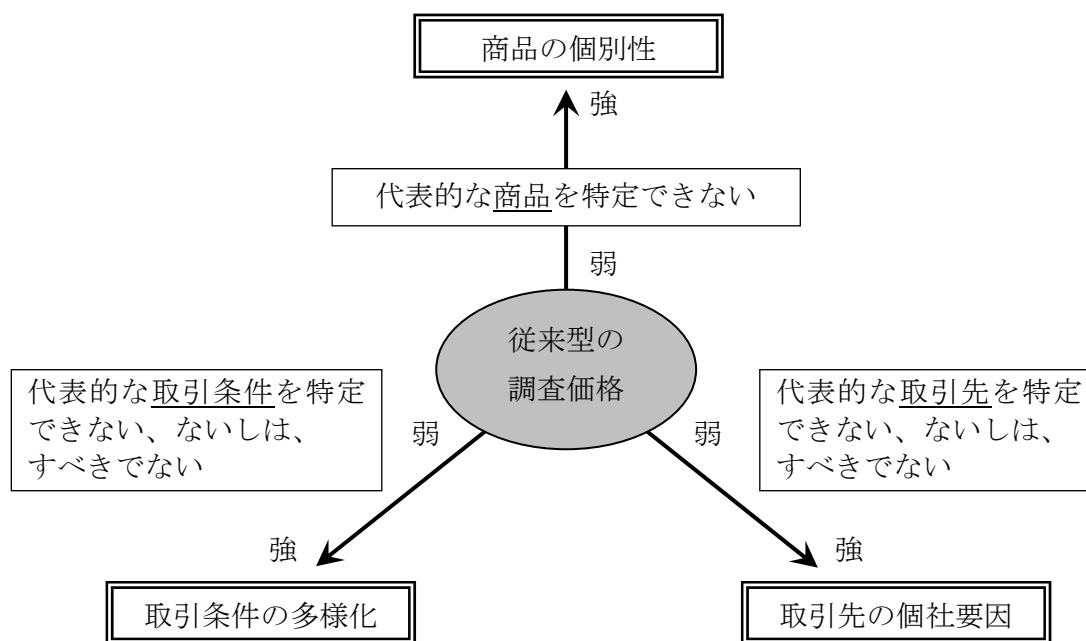 商品の個別性
強
代表的な商品を特定できない
弱
従来型の
調査価格
代表的な取引条件を特定
できない、ないしは、
すべきでない
代表的な取引先を特定
できない、ないしは、
すべきでない
弱
弱
強
強
取引条件の多様化
取引先の個社要因